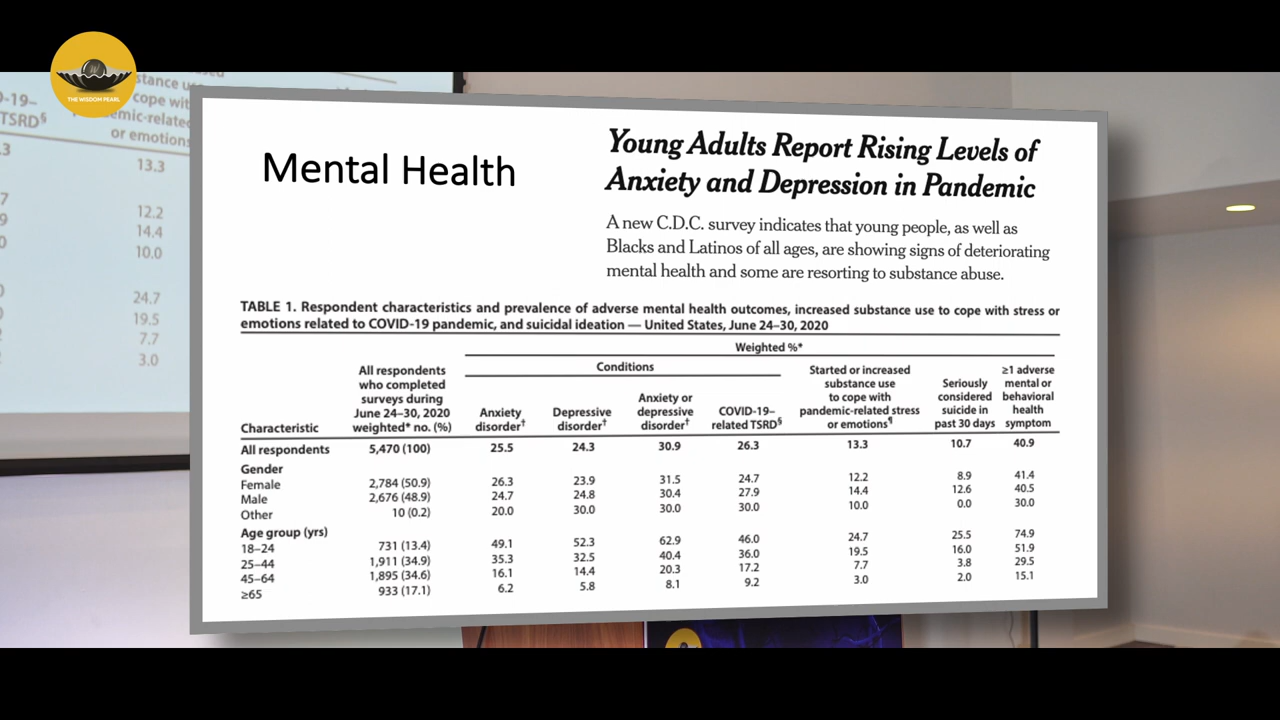 THE WISDOM PEARL
stance
cope wit
D-19–
TSRD§
emic-related
or emotions
.3
13.3
7
12.2
9
14.4
0
10.0
24.7
19.5
7.7
3.0
Mental Health
Young Adults Report Rising Levels of
Anxiety and Depression in Pandemic
A new C.D.C. survey indicates that young people, as well as
Blacks and Latinos of all ages, are showing signs of deteriorating
mental health and some are resorting to substance abuse.
TABLE 1. Respondent characteristics and prevalence of adverse mental health outcomes, increased substance use to cope with stress or
emotions related to COVID-19 pandemic, and suicidal ideation — United States, June 24–30, 2020
Weighted %*
Conditions
Characteristic
All respondents
who completed
surveys during
June 24–30, 2020
weighted* no. (%)
Anxiety
disorder†
Depressive
disorder†
Anxiety or
depressive
disorder†
COVID-19–
related TSRD§
Started or increased
substance use
to cope with
pandemic-related stress
or emotions¶
Seriously
considered
suicide in
past 30 days
≥1 adverse
mental or
behavioral
health
symptom
All respondents 5,470 (100) 25.5 24.3 30.9 26.3 13.3 10.7 40.9
Gender
Female 2,784 (50.9) 26.3 23.9 31.5 24.7 12.2 8.9 41.4
Male 2,676 (48.9) 24.7 24.8 30.4 27.9 14.4 12.6 40.5
Other 10 (0.2) 20.0 30.0 30.0 30.0 10.0 0.0 30.0
Age group (yrs)
18–24 731 (13.4) 49.1 52.3 62.9 46.0 24.7 25.5 74.9
25–44 1,911 (34.9) 35.3 32.5 40.4 36.0 19.5 16.0 51.9
45–64 1,895 (34.6) 16.1 14.4 20.3 17.2 7.7 3.8 29.5
≥65 933 (17.1) 6.2 5.8 8.1 9.2 3.0 2.0 15.1